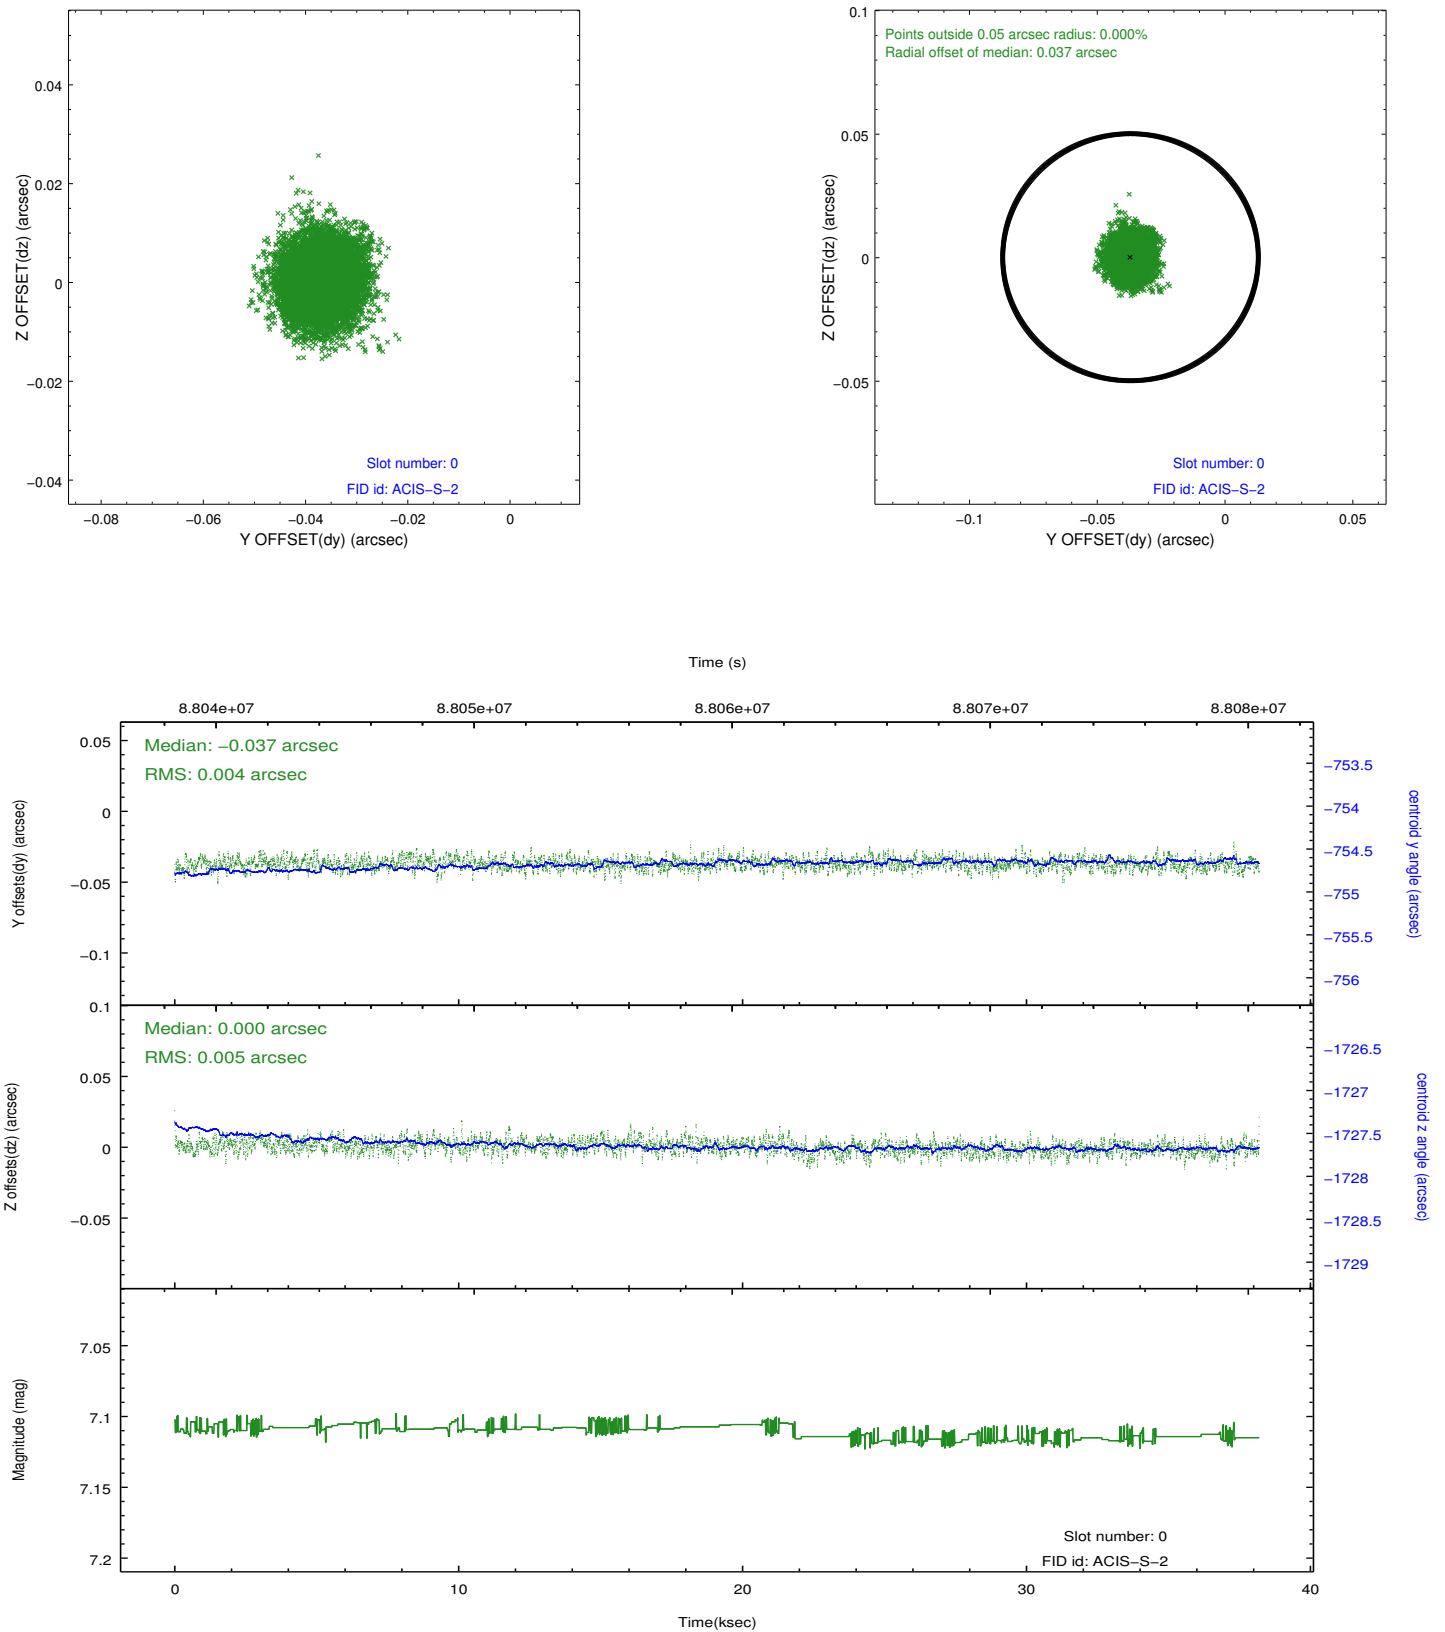 0.04
0.02
0
−0.02
−0.04
Z OFFSET(dz) (arcsec)
Slot number: 0
FID id: ACIS−S−2
−0.08 −0.06 −0.04 −0.02 0
Y OFFSET(dy) (arcsec)
0.1
0.05
0
−0.05
Z OFFSET(dz) (arcsec)
Points outside 0.05 arcsec radius: 0.000%
Radial offset of median: 0.037 arcsec
Slot number: 0
FID id: ACIS−S−2
−0.1 −0.05 0 0.05
Y OFFSET(dy) (arcsec)
Time (s)
8.804e+07 8.805e+07 8.806e+07 8.807e+07 8.808e+07
Median: −0.037 arcsec
RMS: 0.004 arcsec
0.05
0
−0.05
−0.1
Y offsets(dy) (arcsec)
−753.5
−754
−754.5
−755
−755.5
−756
centroid y angle (arcsec)
Median: 0.000 arcsec
RMS: 0.005 arcsec
0.1
0.05
0
−0.05
Z offsets(dz) (arcsec)
−1726.5
−1727
−1727.5
−1728
−1728.5
−1729
centroid z angle (arcsec)
7.05
7.1
7.15
7.2
Magnitude (mag)
Slot number: 0
FID id: ACIS−S−2
0 10 20 30 40
Time(ksec)